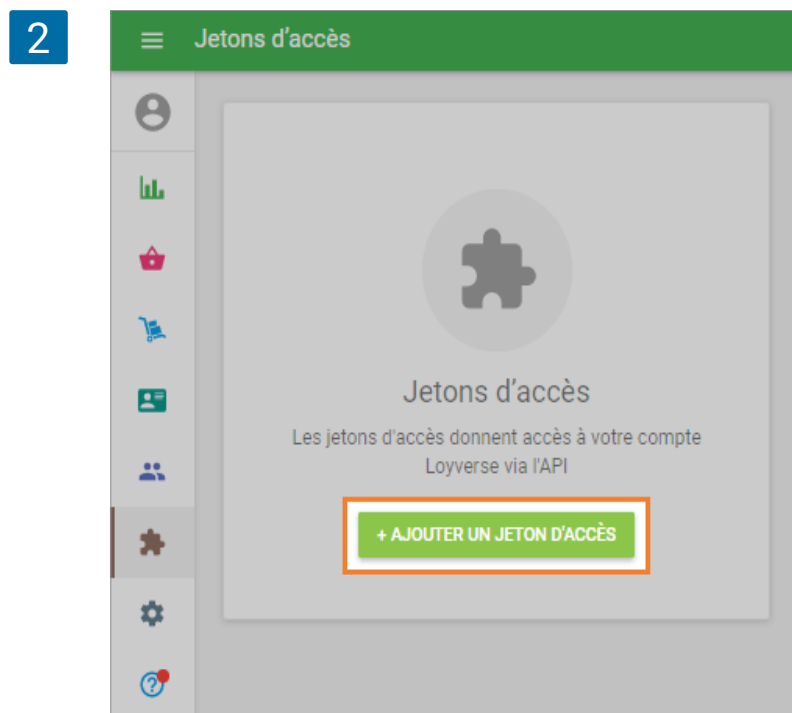 2
Jetons d’accès
Jetons d’accès
Les jetons d'accès donnent accès à votre compte
Loyverse via l'API
+ AJOUTER UN JETON D'ACCÈS
?